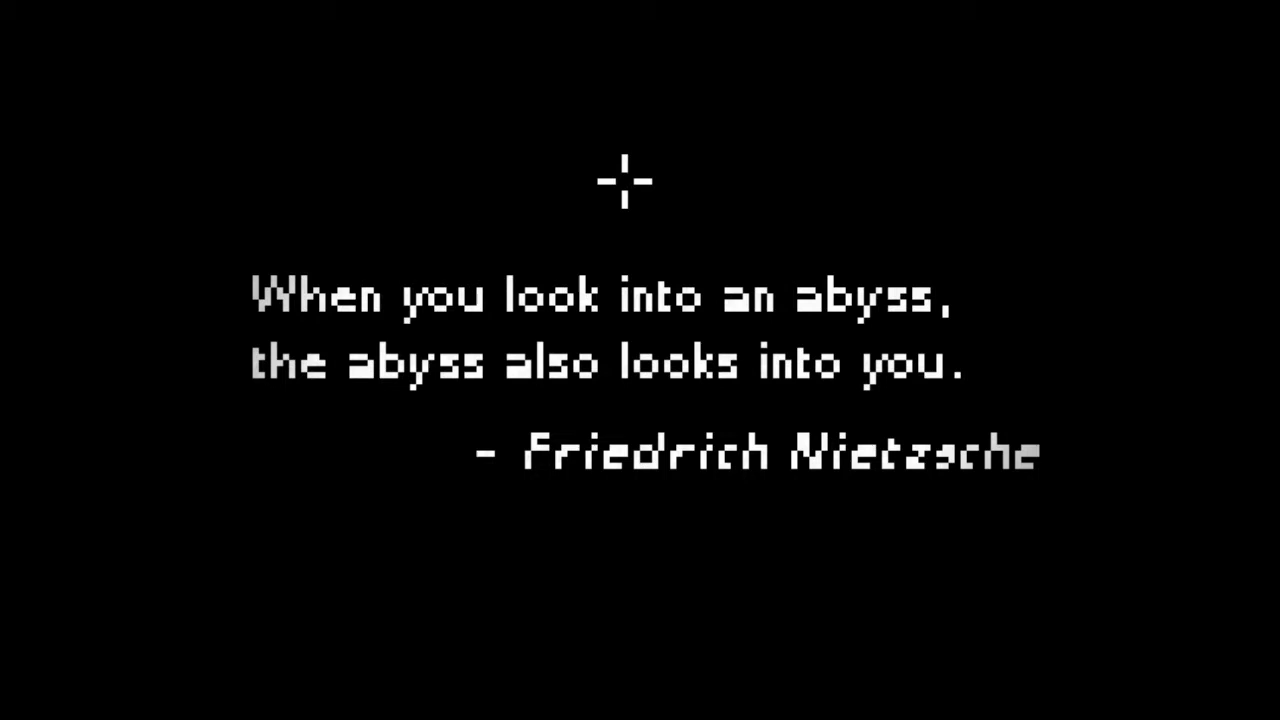 When you look into an abyss,
the abyss also looks into you.
- Friedrich Nietzsche